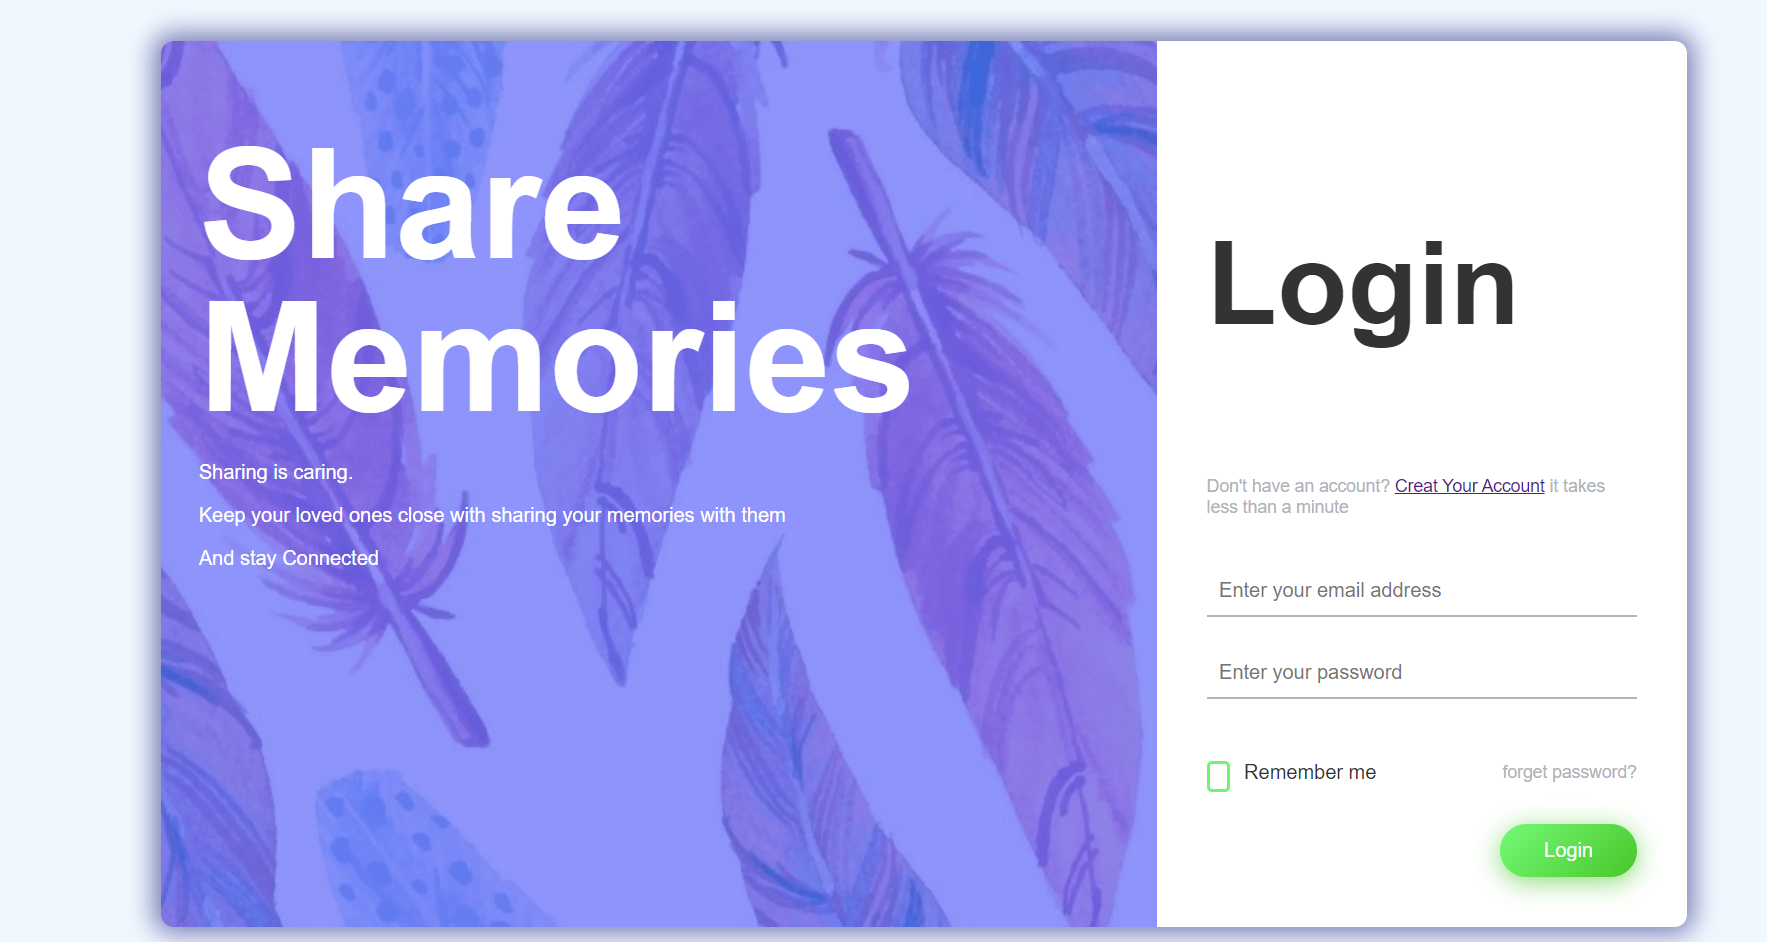 Share
Memories
Sharing is caring.
Keep your loved ones close with sharing your memories with them
And stay Connected
Login
Don't have an account? Creat Your Account it takes
less than a minute
Enter your email address
Enter your password
Remember me
forget password?
Login